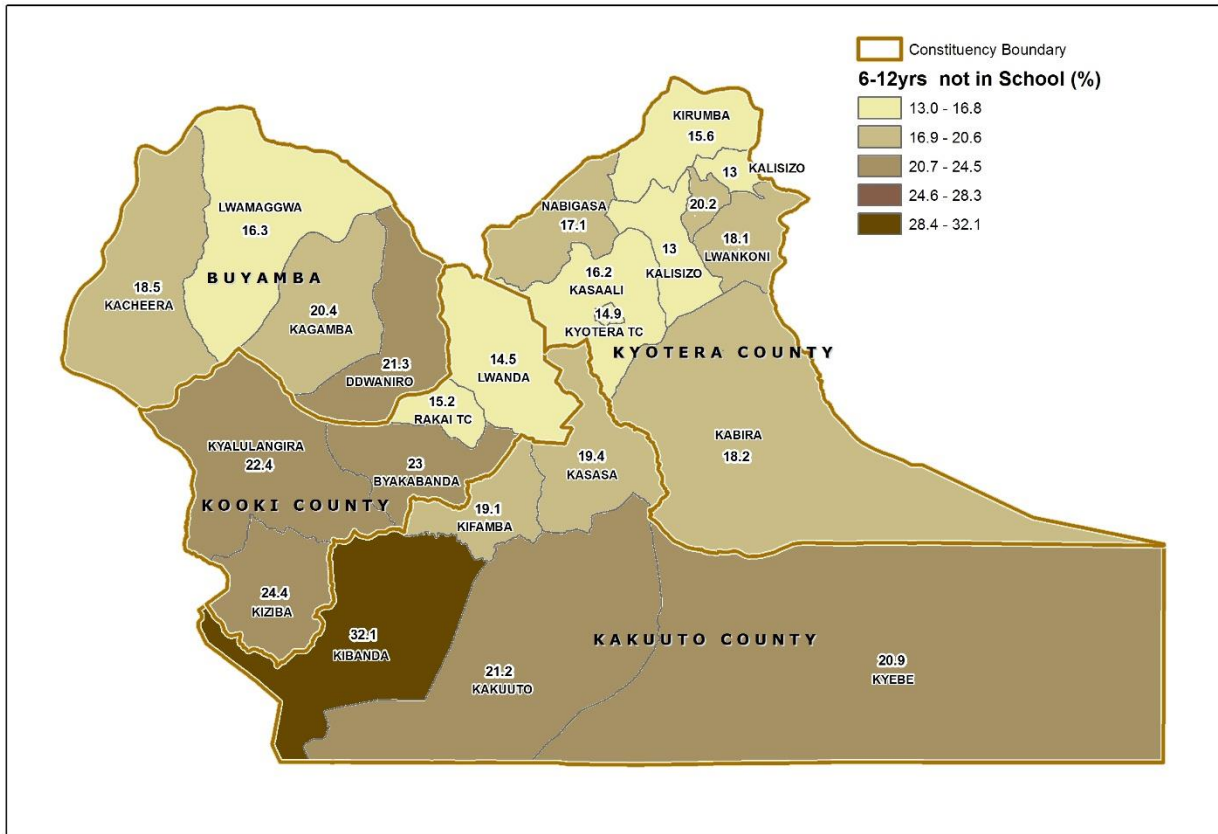 Constituency Boundary
6-12yrs not in School (%)
13.0 - 16.8
16.9 - 20.6
20.7 - 24.5
24.6 - 28.3
28.4 - 32.1
KIRUMBA
15.6
13
KALISIZO
NABIGASA
17.1
20.2
18.1
LWANKONI
13
KALISIZO
16.2
KASAALI
14.9
KYOTERA TC
KYOTERA COUNTY
LWAMAGGWA
16.3
BUYAMBA
18.5
KACHEERA
20.4
KAGAMBA
21.3
DDWANIRO
14.5
LWANDA
15.2
RAKAI TC
KABIRA
18.2
KYALULANGIRA
22.4
23
BYAKABANDA
19.4
KASASA
KOOKI COUNTY
19.1
KIFAMBA
24.4
KIZIBA
32.1
KIBANDA
KAKUUTO COUNTY
21.2
KAKUUTO
20.9
KYEBE